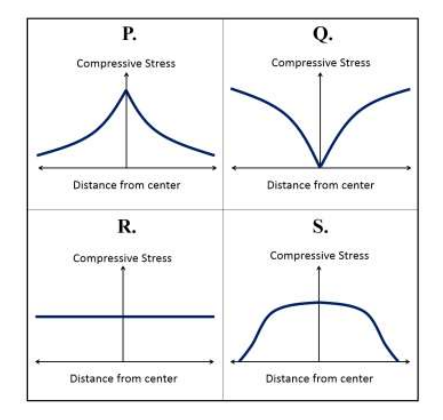 P.
Compressive Stress
Distance from center
Q.
Compressive Stress
Distance from center
R.
Compressive Stress
Distance from center
S.
Compressive Stress
Distance from center